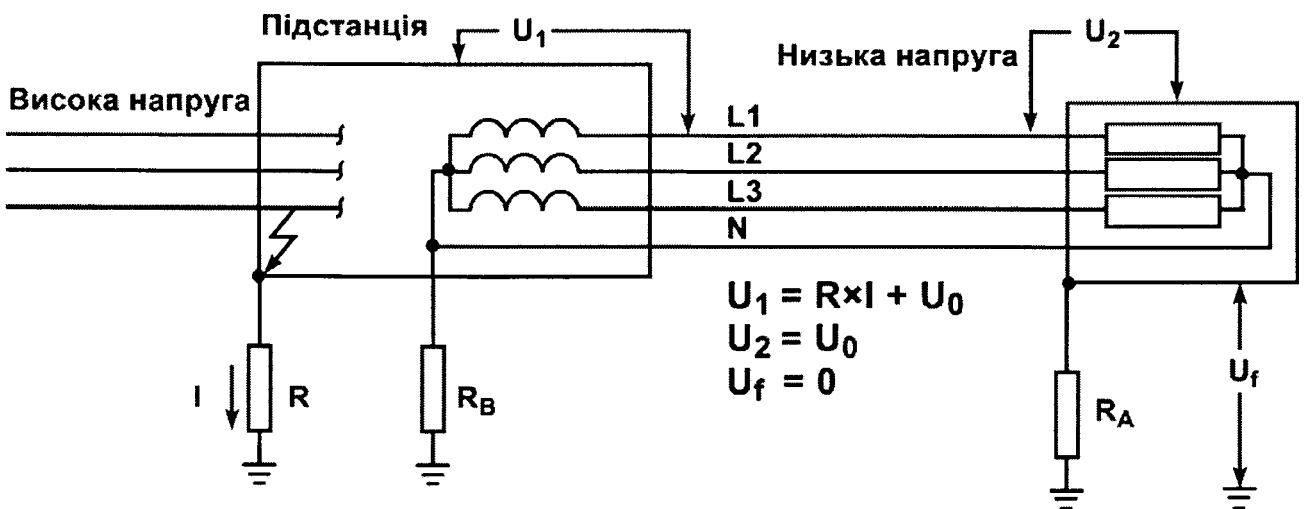 Підстанція
U1
U2
Низька напруга
Висока напруга
L1
L2
L3
N
U1 = R×I + U0
U2 = U0
Uf = 0
I
R
RB
RA
Uf